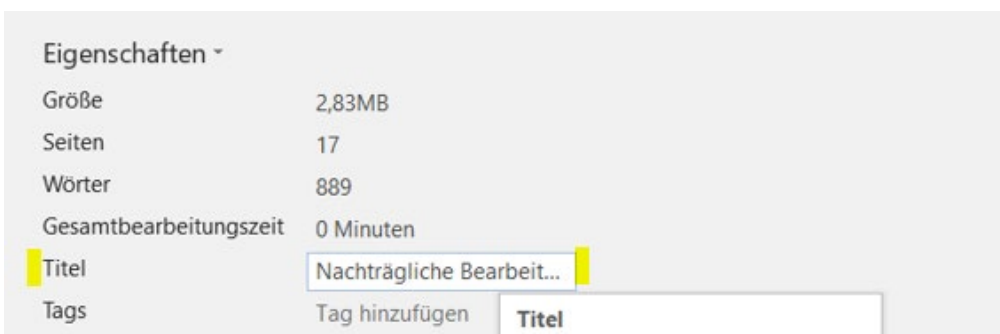 Eigenschaften
Größe 2,83MB
Seiten 17
Wörter 889
Gesamtbearbeitungszeit 0 Minuten
Titel Nachträgliche Bearbeit...
Tags Tag hinzufügen
Titel